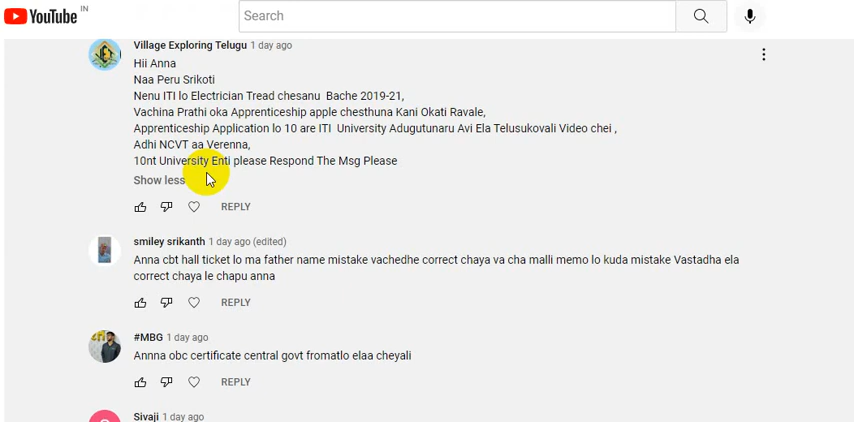 YouTube IN
Search
Village Exploring Telugu 1 day ago
Hii Anna
Naa Peru Srikoti
Nenu ITI lo Electrician Tread chesanu Bache 2019-21,
Vachina Prathi oka Apprenticeship apple chesthuna Kani Okati Ravale,
Apprenticeship Application lo 10 are ITI University Adugutunaru Avi Ela Telusukovali Video chei ,
Adhi NCVT aa Verenna,
10nt University Enti please Respond The Msg Please
Show less
REPLY
smiley srikanth 1 day ago (edited)
Anna cbt hall ticket lo ma father name mistake vachedhe correct chaya va cha malli memo lo kuda mistake Vastadha ela
correct chaya le chapu anna
REPLY
#MBG 1 day ago
Annna obc certificate central govt fromatlo elaa cheyali
REPLY
Sivaji 1 day ago